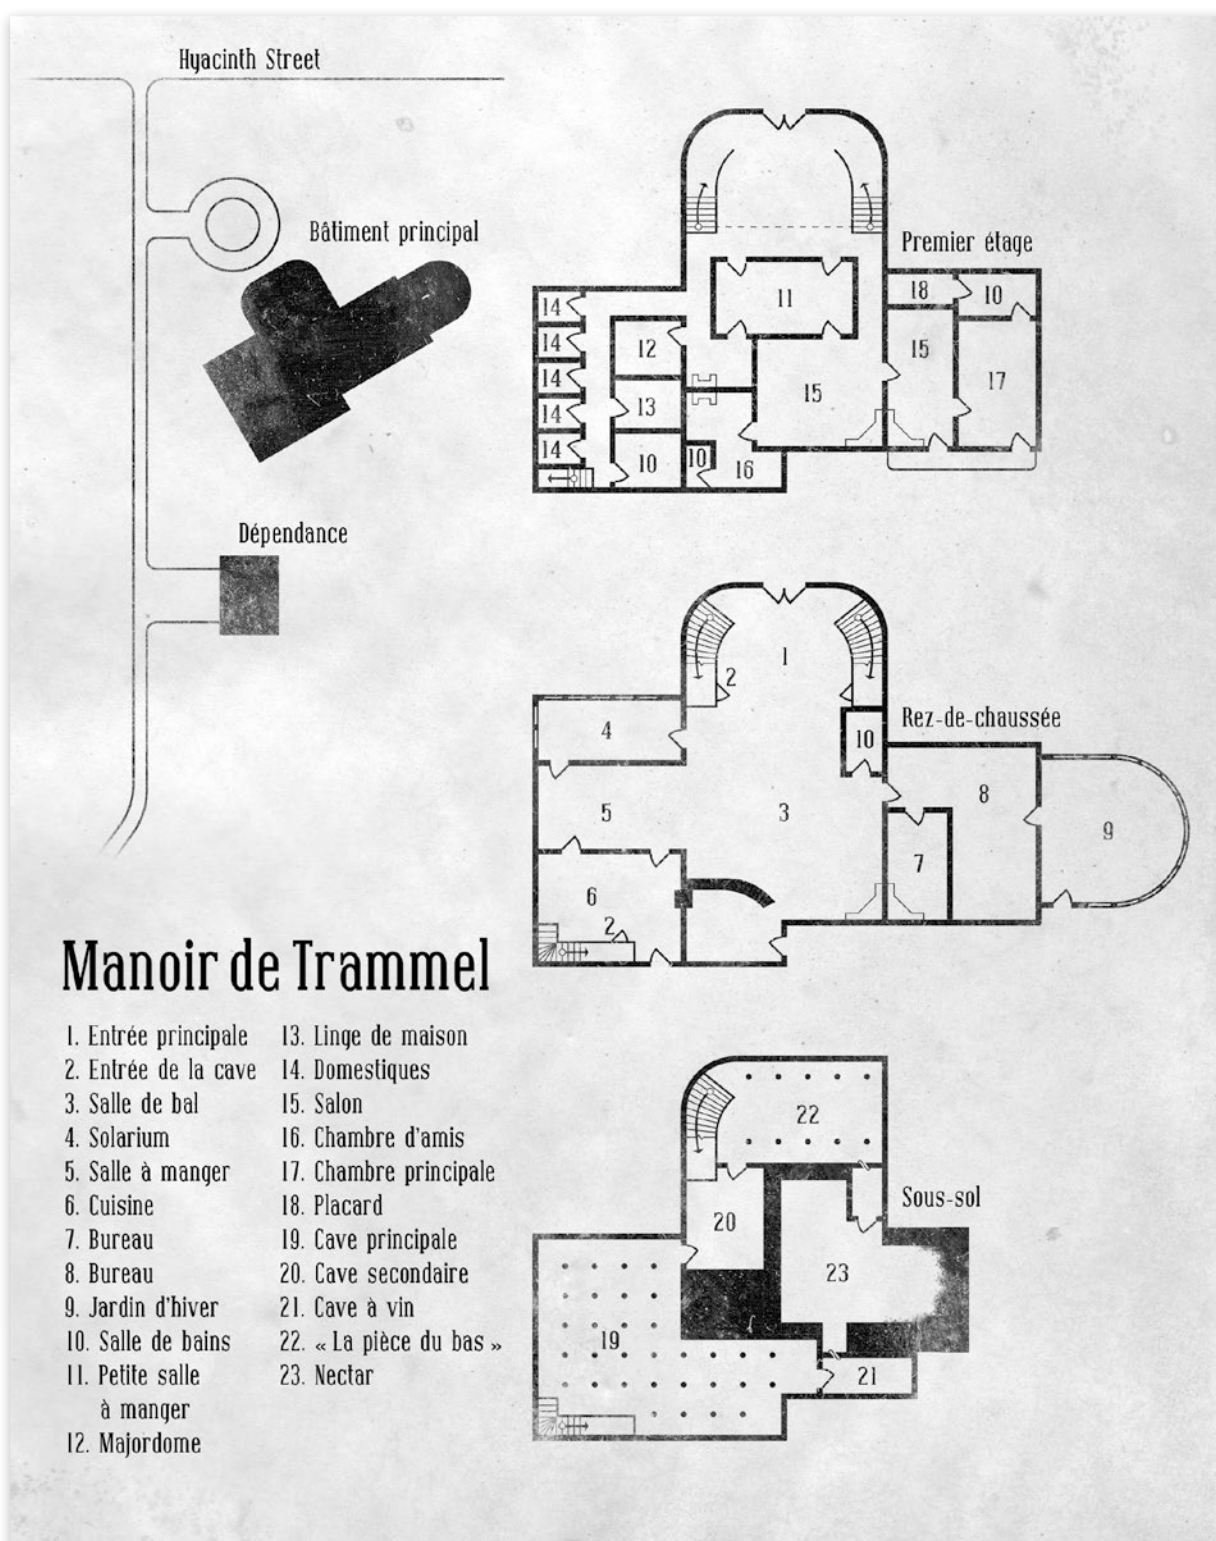 Hyacinth Street
Bâtiment principal
Dépendance
Premier étage
11
18
10
14
14
14
14
14
12
13
10
15
15
17
10
16
Rez-de-chaussée
1
2
4
10
5
3
8
9
7
6
2
Sous-sol
22
20
23
19
21
Manoir de Trammel
1. Entrée principale
2. Entrée de la cave
3. Salle de bal
4. Solarium
5. Salle à manger
6. Cuisine
7. Bureau
8. Bureau
9. Jardin d'hiver
10. Salle de bains
11. Petite salle
à manger
12. Majordome
13. Linge de maison
14. Domestiques
15. Salon
16. Chambre d'amis
17. Chambre principale
18. Placard
19. Cave principale
20. Cave secondaire
21. Cave à vin
22. « La pièce du bas »
23. Nectar